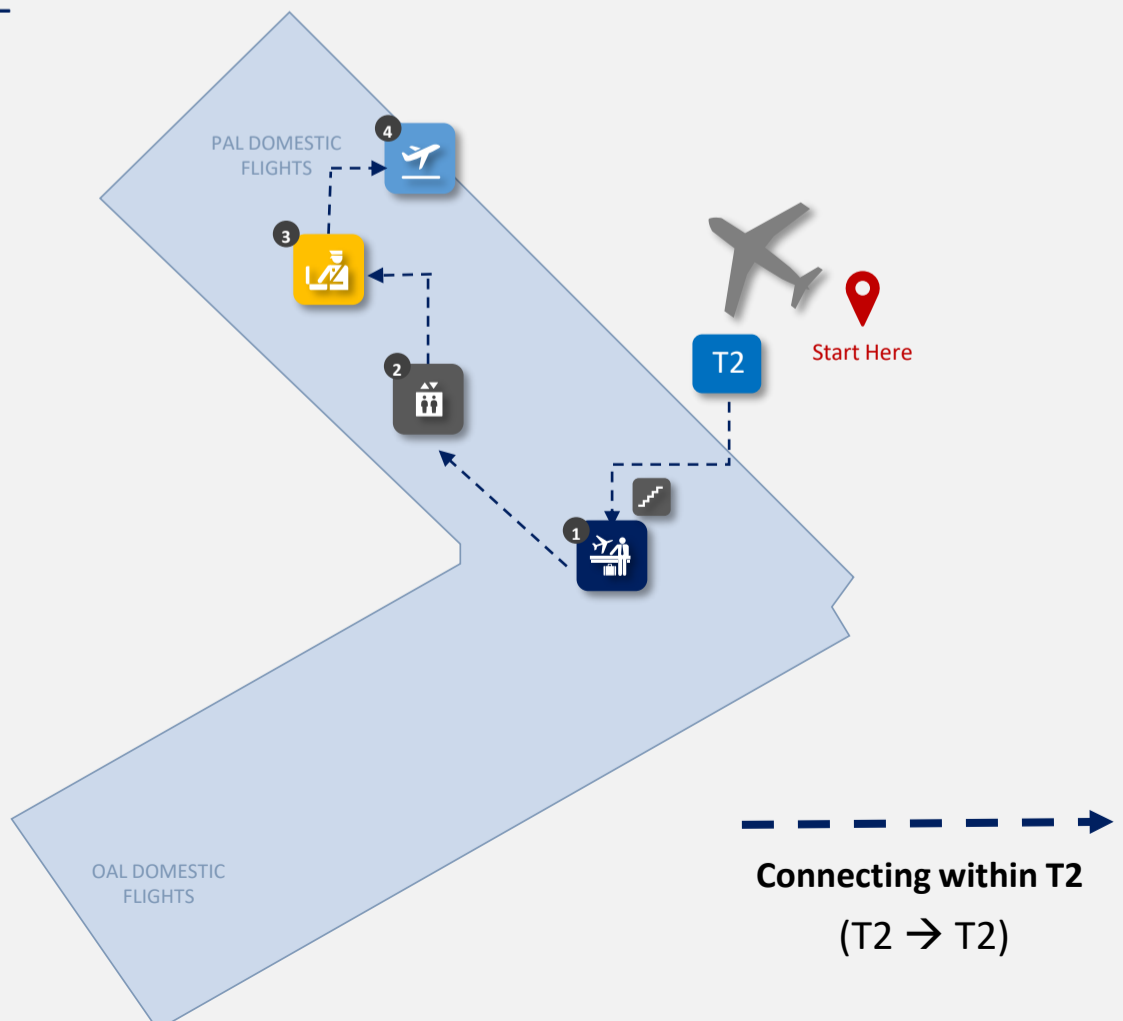 PAL DOMESTIC
FLIGHTS
4
3
2
T2
Start Here
1
OAL DOMESTIC
FLIGHTS
Connecting within T2
(T2 → T2)